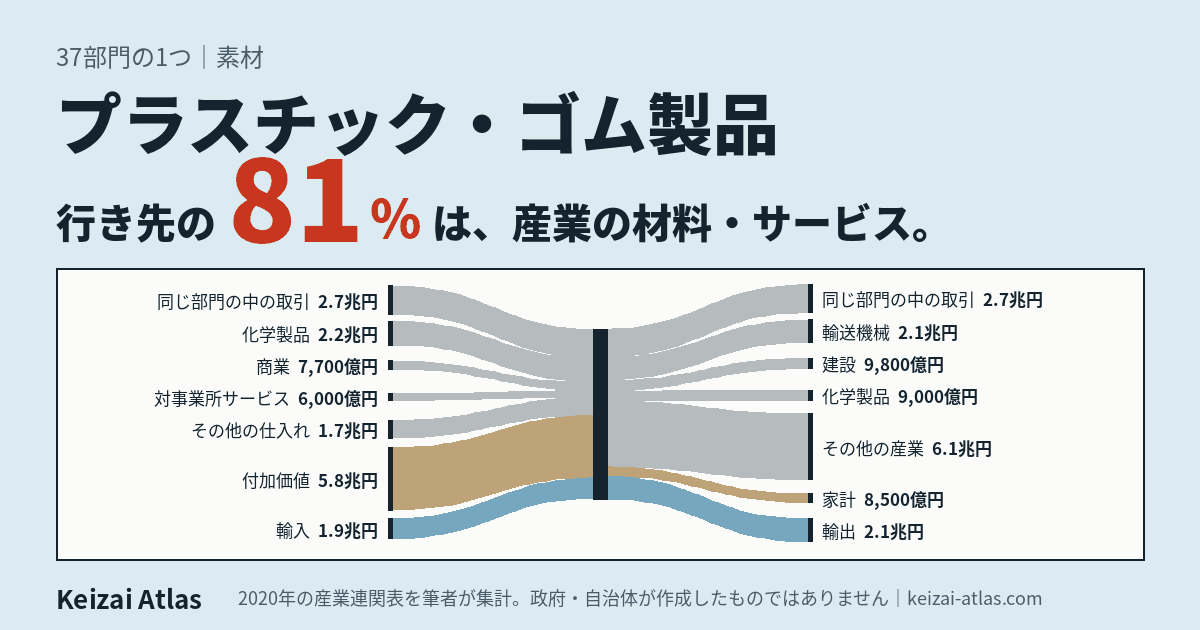 37部門の1つ｜素材
プラスチック・ゴム製品
行き先の 81% は、産業の材料・サービス。
同じ部門の中の取引 2.7兆円
化学製品 2.2兆円
商業 7,700億円
対事業所サービス 6,000億円
その他の仕入れ 1.7兆円
付加価値 5.8兆円
輸入 1.9兆円
同じ部門の中の取引 2.7兆円
輸送機械 2.1兆円
建設 9,800億円
化学製品 9,000億円
その他の産業 6.1兆円
家計 8,500億円
輸出 2.1兆円
Keizai Atlas
2020年の産業連関表を筆者が集計。政府・自治体が作成したものではありません｜keizai-atlas.com